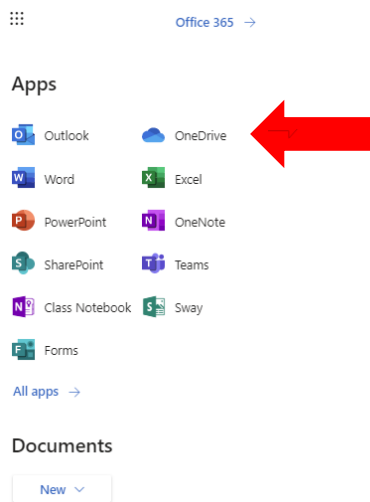 Office 365 →
Apps
Outlook OneDrive
Word Excel
PowerPoint OneNote
SharePoint Teams
Class Notebook Sway
Forms
All apps →
Documents
New